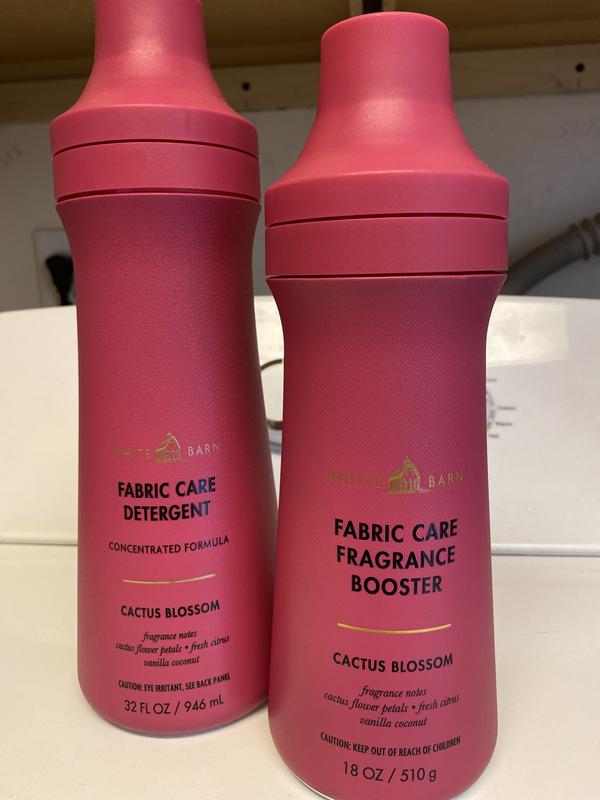 WHITE BARN
FABRIC CARE
DETERGENT
CONCENTRATED FORMULA
CACTUS BLOSSOM
fragrance notes
cactus flower petals • fresh citrus
vanilla coconut
CAUTION: EYE IRRITANT, SEE BACK PANEL
32 FL OZ / 946 mL
WHITE BARN
FABRIC CARE
FRAGRANCE
BOOSTER
CACTUS BLOSSOM
fragrance notes
cactus flower petals • fresh citrus
vanilla coconut
CAUTION: KEEP OUT OF REACH OF CHILDREN
18 OZ / 510 g